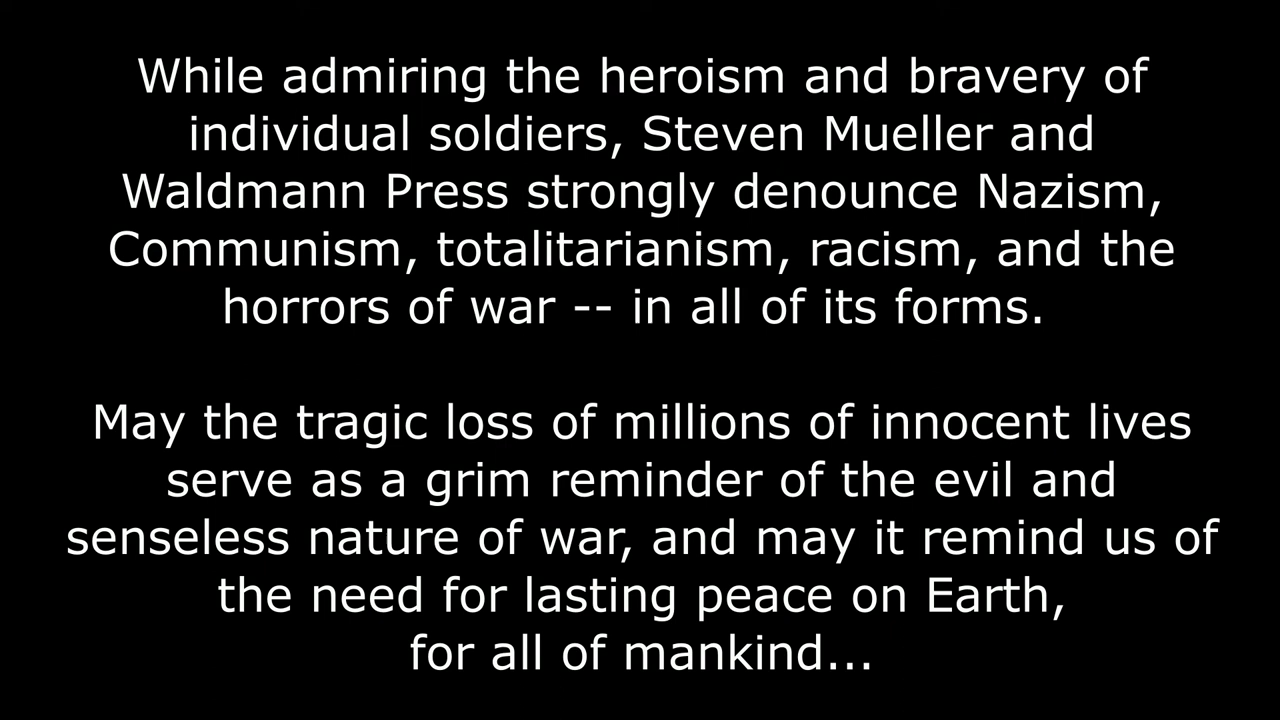 While admiring the heroism and bravery of
individual soldiers, Steven Mueller and
Waldmann Press strongly denounce Nazism,
Communism, totalitarianism, racism, and the
horrors of war -- in all of its forms.
May the tragic loss of millions of innocent lives
serve as a grim reminder of the evil and
senseless nature of war, and may it remind us of
the need for lasting peace on Earth,
for all of mankind...